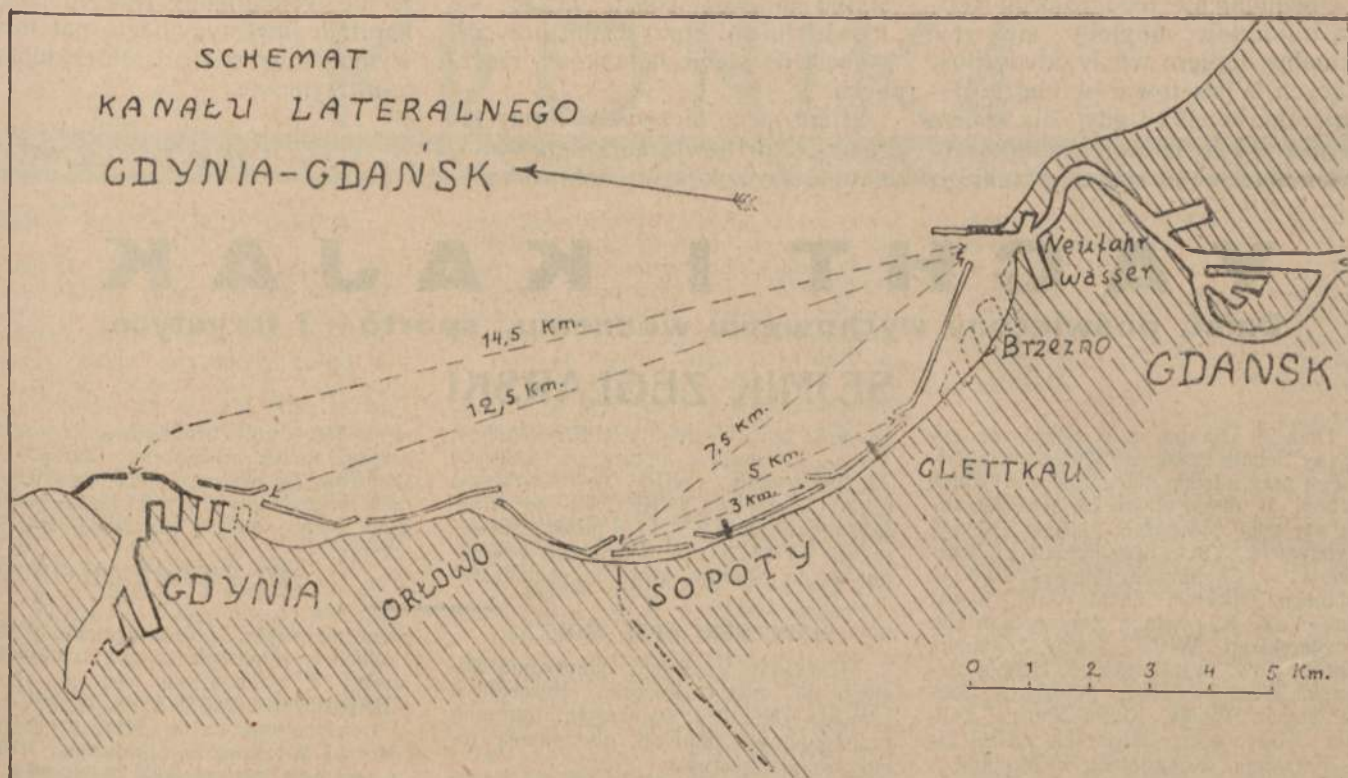 SCHEMAT
KANAŁU LATERALNEGO
GDYNIA-GDAŃSK
14,5 Km.
12,5 Km.
7,5 Km.
5 Km.
3 Km.
Neufahr
wasser
Brzezno
GDANSK
GLETTKAU
SOPOTY
ORŁOWO
GDYNIA
0 1 2 3 4 5 Km.